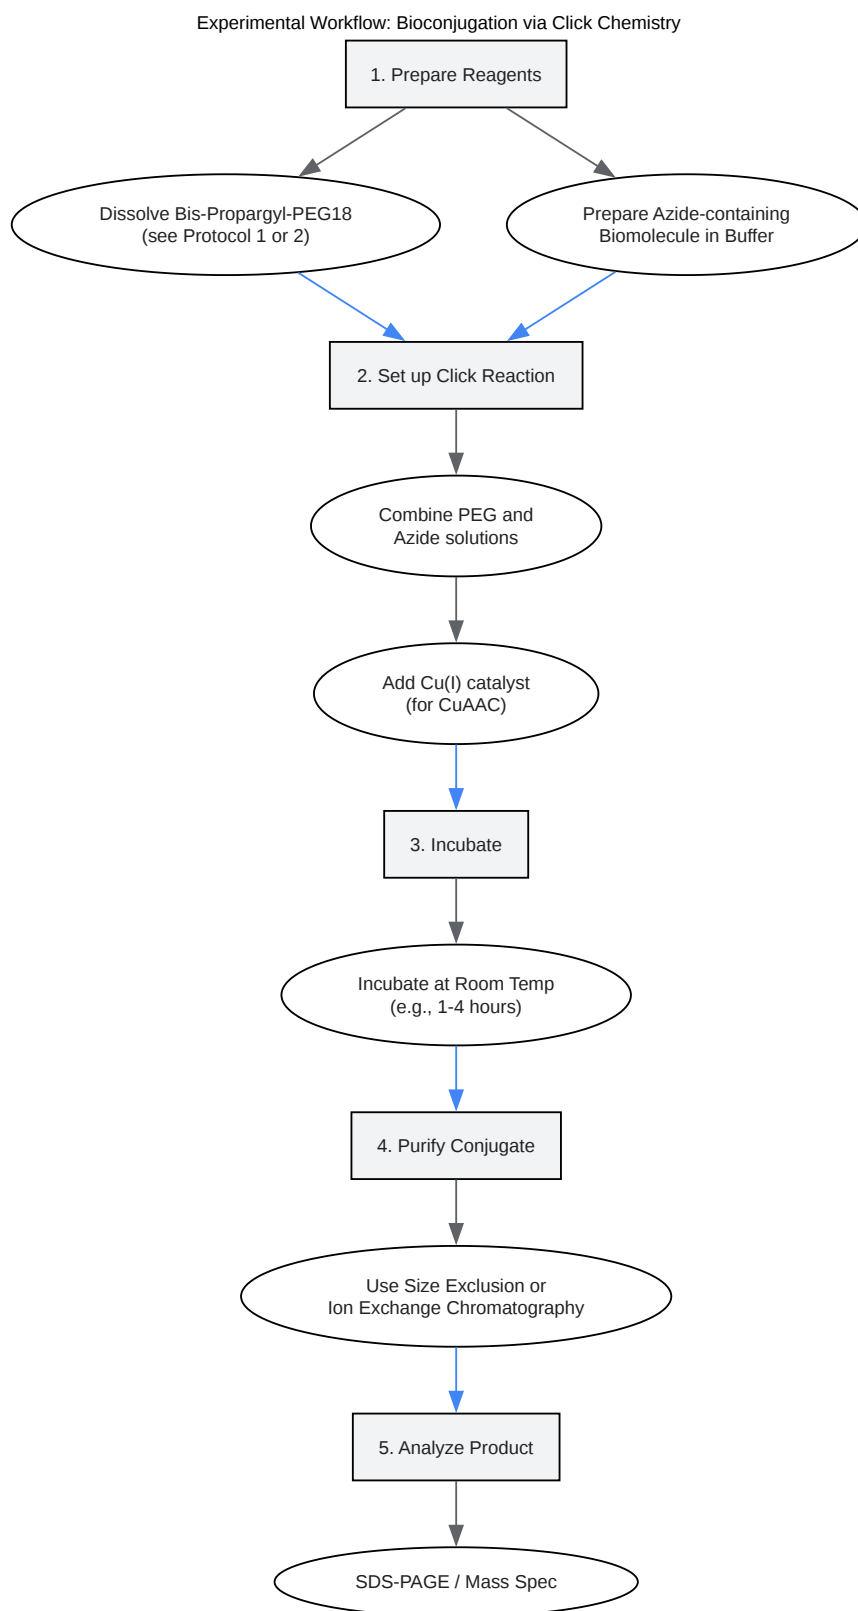 Experimental Workflow: Bioconjugation via Click Chemistry
1. Prepare Reagents
Dissolve Bis-Propargyl-PEG18
(see Protocol 1 or 2)
Prepare Azide-containing
Biomolecule in Buffer
2. Set up Click Reaction
Combine PEG and
Azide solutions
Add Cu(I) catalyst
(for CuAAC)
3. Incubate
Incubate at Room Temp
(e.g., 1-4 hours)
4. Purify Conjugate
Use Size Exclusion or
Ion Exchange Chromatography
5. Analyze Product
SDS-PAGE / Mass Spec